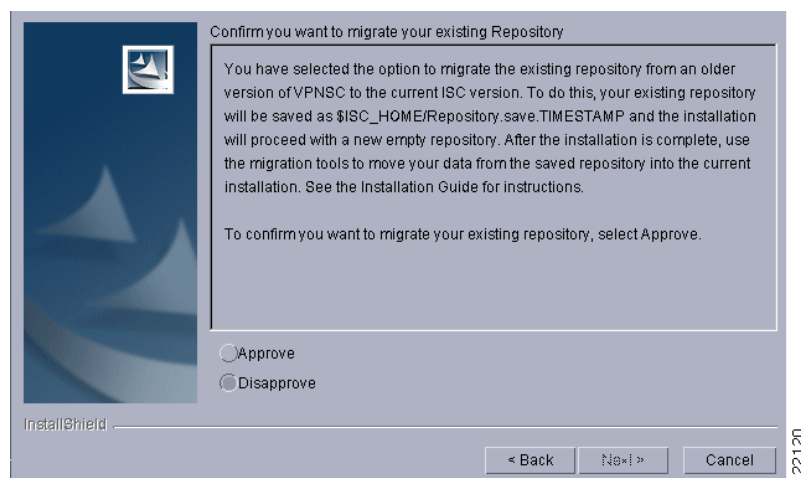 Confirm you want to migrate your existing Repository
You have selected the option to migrate the existing repository from an older
version of VPNSC to the current ISC version. To do this, your existing repository
will be saved as $ISC_HOME/Repository.save.TIMESTAMP and the installation
will proceed with a new empty repository. After the installation is complete, use
the migration tools to move your data from the saved repository into the current
installation. See the Installation Guide for instructions.
To confirm you want to migrate your existing repository, select Approve.
Approve
Disapprove
InstallShield
< Back
Next >
Cancel
22120